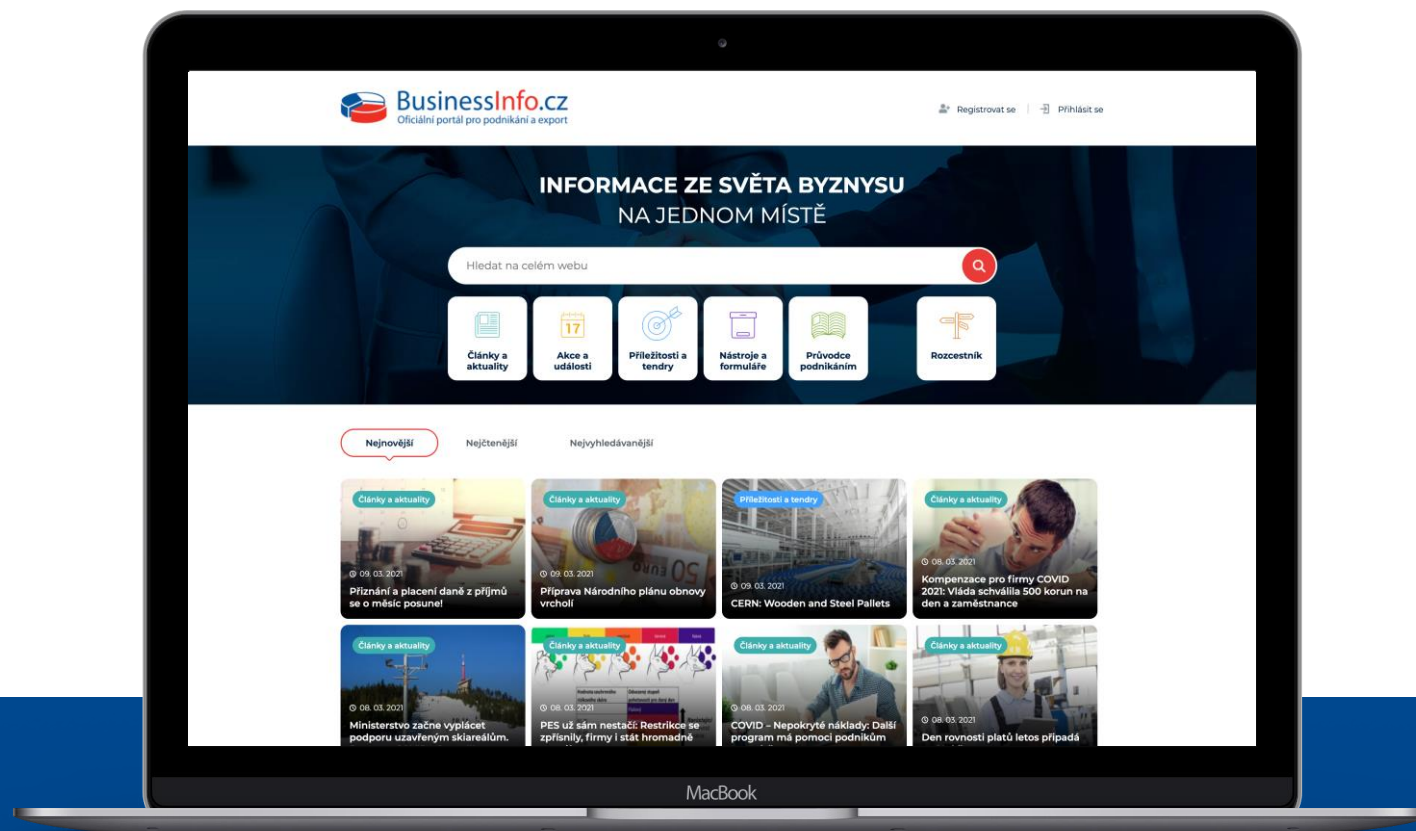 BusinessInfo.cz
Oficiální portál pro podnikání a export
Registrovat se
Přihlásit se
INFORMACE ZE SVĚTA BYZNYSU
NA JEDNOM MÍSTĚ
Hledat na celém webu
Články a
aktuality
17
Akce a
události
Příležitosti a
tendry
Nástroje a
formuláře
Průvodce
podnikáním
Rozcestník
Nejnovější
Nejčtenější
Nejvyhledávanější
Články a aktuality
09. 03. 2021
Přiznání a placení daně z příjmů
se o měsíc posune!
Články a aktuality
EURO
09. 03. 2021
Příprava Národního plánu obnovy
vrcholí
Příležitosti a tendry
09. 03. 2021
CERN: Wooden and Steel Pallets
Články a aktuality
08. 03. 2021
Kompenzace pro firmy COVID
2021: Vláda schválila 500 korun na
den a zaměstnance
Články a aktuality
08. 03. 2021
Ministerstvo začne vyplácet
podporu uzavřeným skiareálům.
Články a aktuality
08. 03. 2021
PES už sám nestačí: Restrikce se
zpřísnily, firmy i stát hromadně
Články a aktuality
08. 03. 2021
COVID – Nepokryté náklady: Další
program má pomoci podnikům
Články a aktuality
08. 03. 2021
Den rovnosti platů letos připadá
MacBook